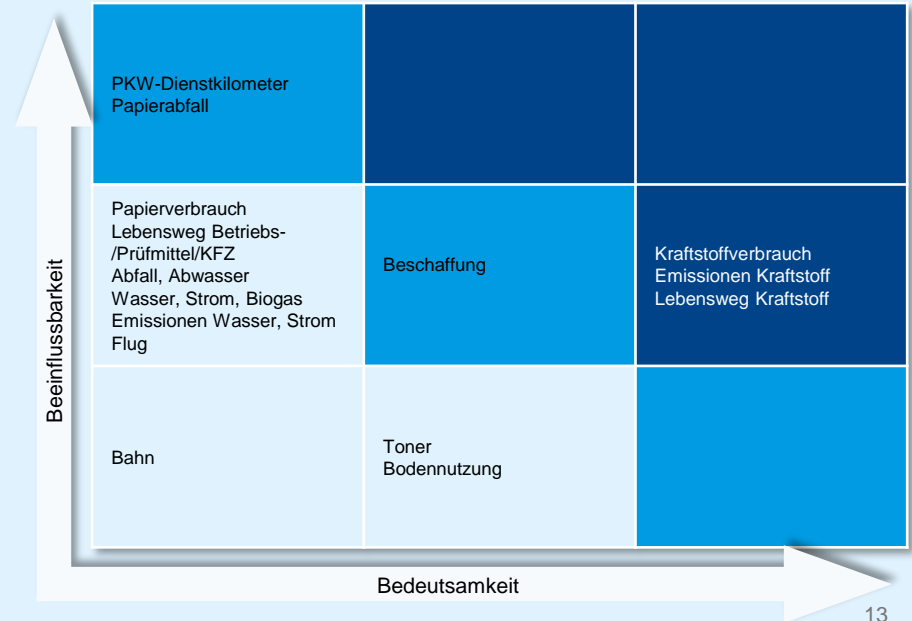 PKW-Dienstkilometer
Papierabfall
Papierverbrauch
Lebensweg Betriebs-
/Prüfmittel/KFZ
Abfall, Abwasser
Wasser, Strom, Biogas
Emissionen Wasser, Strom
Flug
Beschaffung
Kraftstoffverbrauch
Emissionen Kraftstoff
Lebensweg Kraftstoff
Beeinflussbarkeit
Bahn
Toner
Bodennutzung
Bedeutsamkeit
13